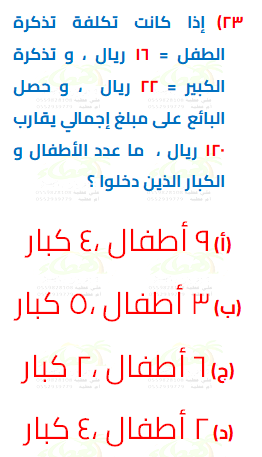 ٢٣) إذا كانت تكلفة تذكرة
الطفل = ١٦ ريال ، و تذكرة
الكبير = ٢٢ ريال ، و حصل
البائع على مبلغ إجمالي يقارب
١٢٠ ريال ، ما عدد الأطفال و
الكبار الذين دخلوا ؟
(أ) ٩ أطفال ،٤ كبار
(ب) ٣ أطفال ،٥ كبار
(ج) ٦ أطفال ،٢ كبار
(د) ٢ أطفال ،٤ كبار